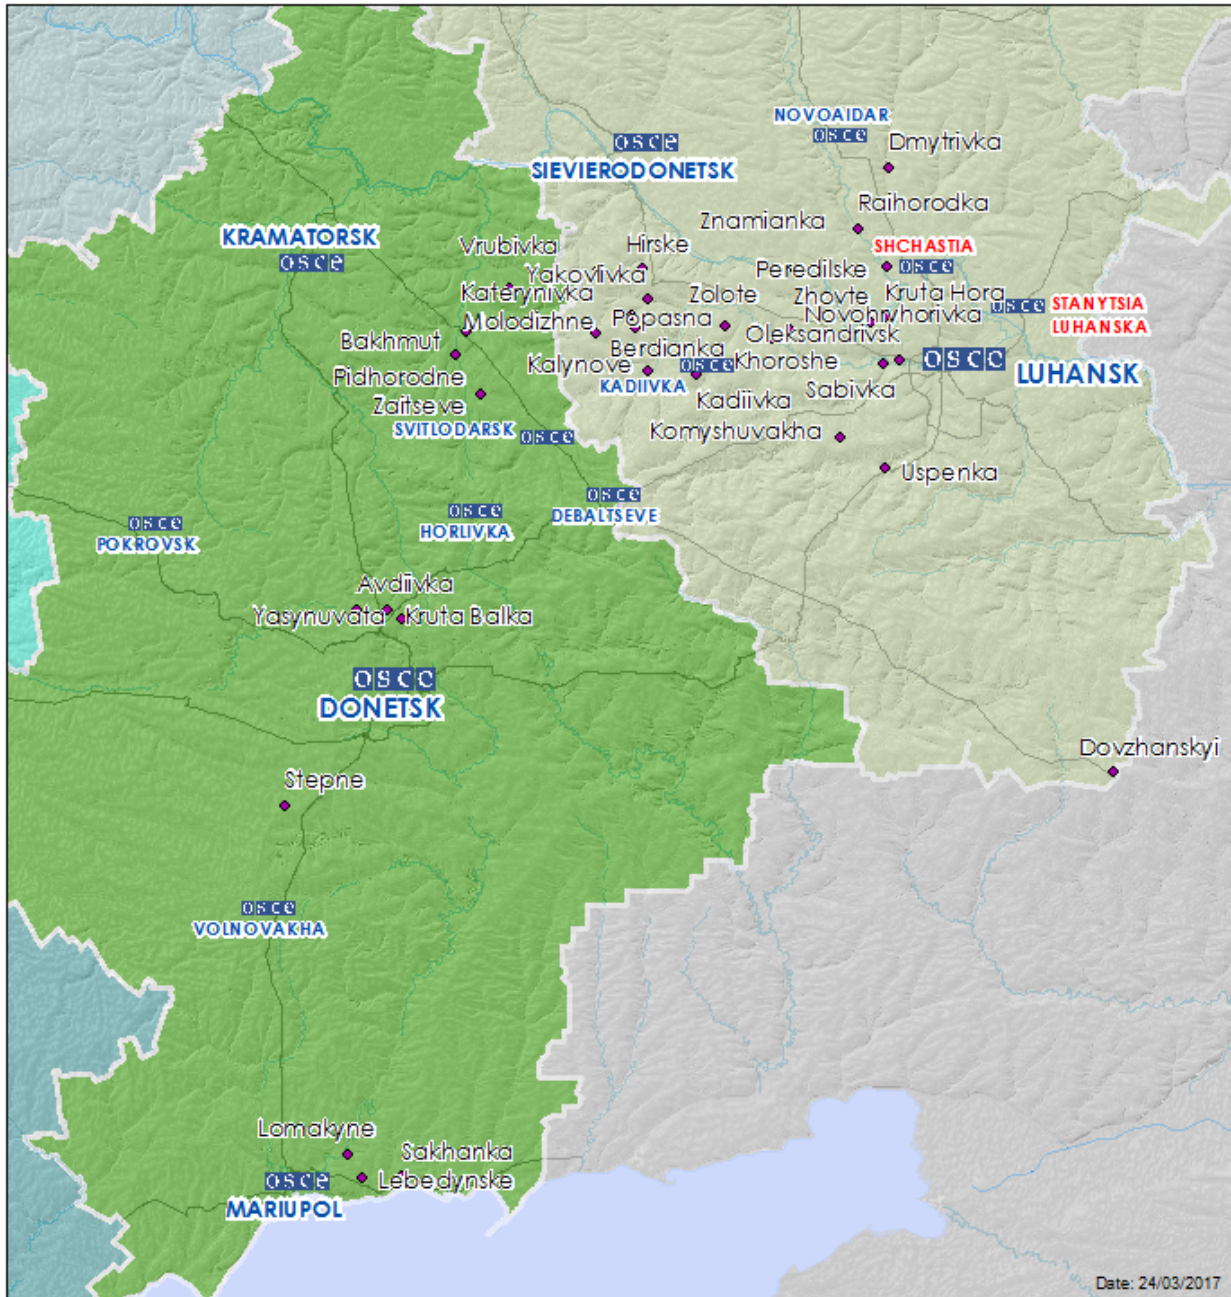 NOVOAIDAR
osce
osce
Dmytrivka
SIEVIERODONETSK
Raihorodka
Znamianka
KRAMATORSK
osce
Vrubivka
Hirske
SHCHASTIA
Yakovlivka
Peredilske
osce
Katerynivka
Zolote
Zhovte
Kruta Hora
osce
STANYTSIA
LUHANSKA
Molodizhne
Popasna
Novohryhorivka
Oleksandrivsk
Bakhmut
Berdianka
Kalynove
osce
Khoroshe
osce
LUHANSK
Pidhorodne
KADIIVKA
Sabivka
Zaitseve
Kadiivka
SVITLODARSK
osce
Komyshuvakha
Uspenka
osce
DEBALTSEVE
osce
HORLIVKA
osce
POKROVSK
Avdiivka
Yasynuvata
Kruta Balka
osce
DONETSK
Dovzhanskyi
Stepne
osce
VOLNOVAKHA
Lomakyne
Sakhanka
osce
Lebedynske
MARIUPOL
Date: 24/03/2017